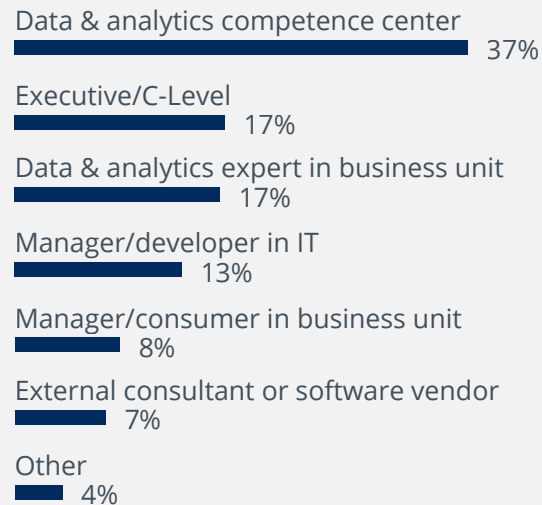 Data & analytics competence center
37%
Executive/C-Level
17%
Data & analytics expert in business unit
17%
Manager/developer in IT
13%
Manager/consumer in business unit
8%
External consultant or software vendor
7%
Other
4%